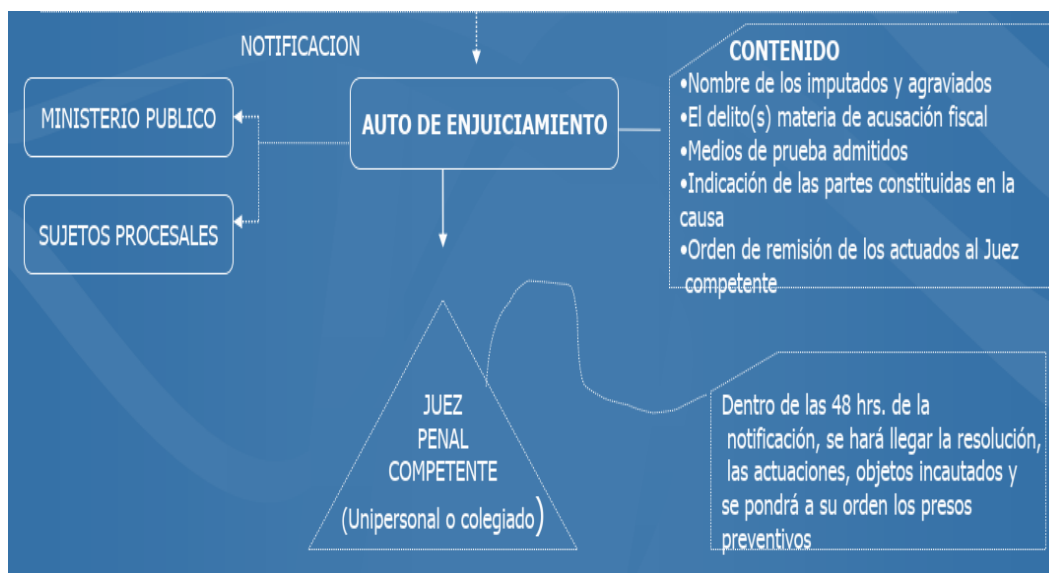 NOTIFICACION
MINISTERIO PUBLICO
SUJETOS PROCESALES
AUTO DE ENJUICIAMIENTO
CONTENIDO
•Nombre de los imputados y agraviados
•El delito(s) materia de acusación fiscal
•Medios de prueba admitidos
•Indicación de las partes constituidas en la
causa
•Orden de remisión de los actuados al Juez
competente
JUEZ
PENAL
COMPETENTE
(Unipersonal o colegiado)
Dentro de las 48 hrs. de la
notificación, se hará llegar la resolución,
las actuaciones, objetos incautados y
se pondrá a su orden los presos
preventivos